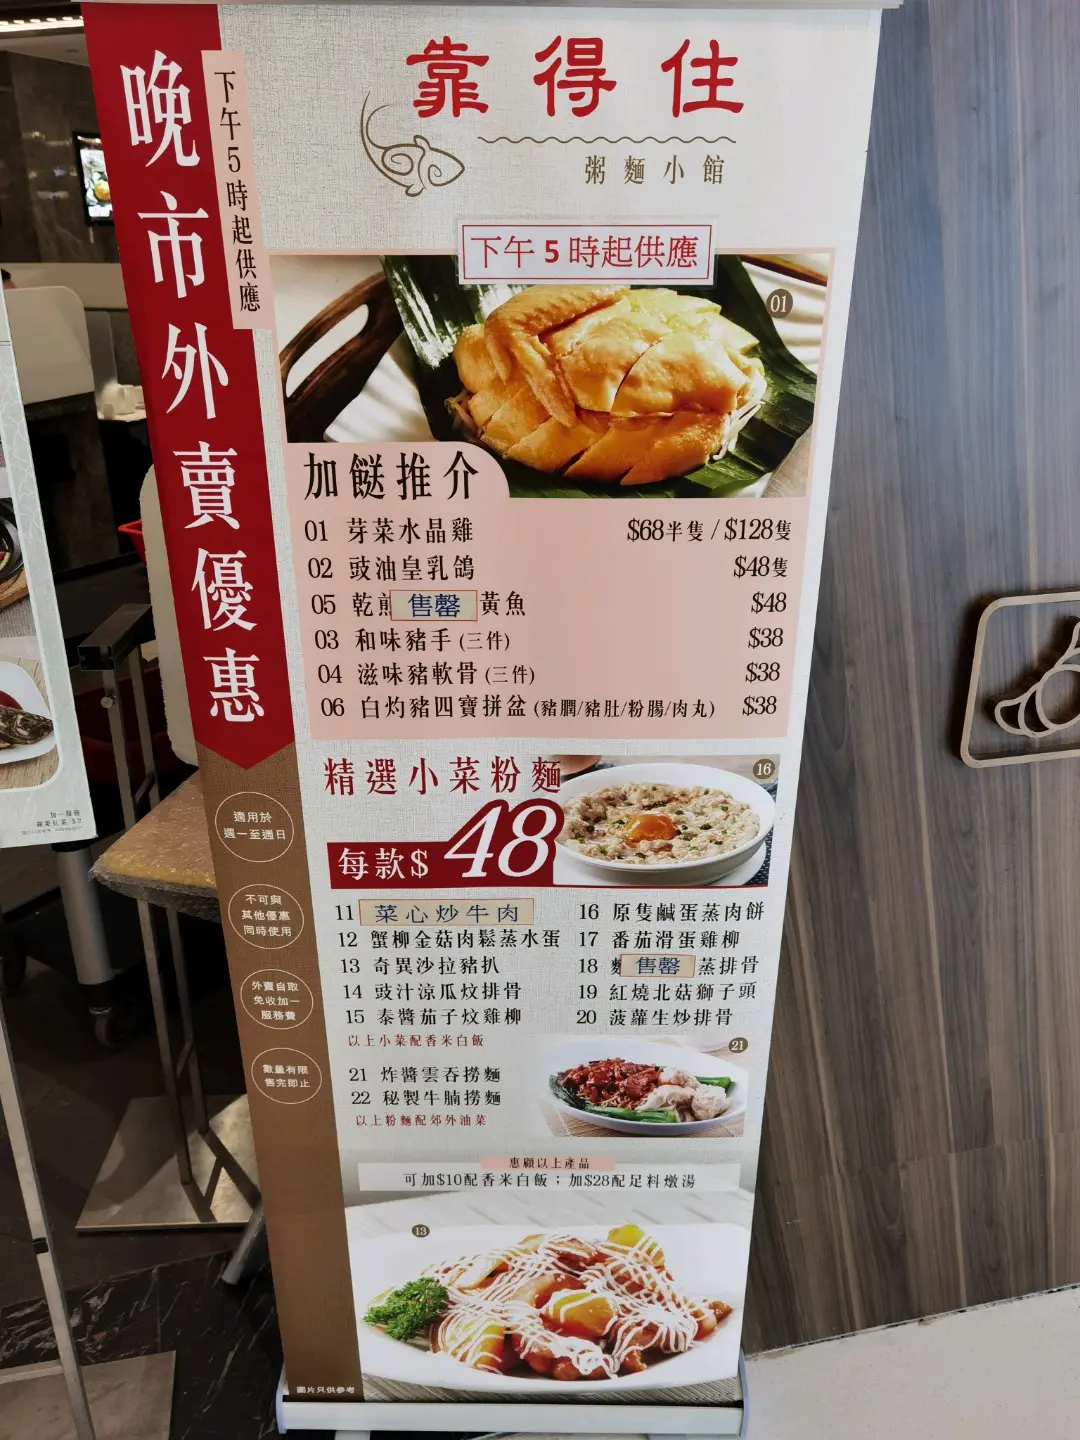 晚市外賣優惠
下午5時起供應
靠得住
粥麵小館
下午5時起供應
01
加餸推介
01 芽菜水晶雞 $68半隻 / $128隻
02 豉油皇乳鴿 $48隻
05 乾煎 售罄 黃魚 $48
03 和味豬手 (三件) $38
04 滋味豬軟骨 (三件) $38
06 白灼豬四寶拼盆 (豬膶/豬肚/粉腸/肉丸) $38
精選小菜粉麵
每款$ 48
16
11 菜心炒牛肉
12 蟹柳金菇肉鬆蒸水蛋
13 奇異沙拉豬扒
14 豉汁涼瓜炆排骨
15 泰醬茄子炆雞柳
以上小菜配香米白飯
16 原隻鹹蛋蒸肉餅
17 番茄滑蛋雞柳
18 售罄 蒸排骨
19 紅燒北菇獅子頭
20 菠蘿生炒排骨
21 炸醬雲吞撈麵
22 秘製牛腩撈麵
以上粉麵配郊外油菜
21
惠顧以上產品
可加$10配香米白飯；加$28配足料燉湯
13
適用於
週一至週日
不可與
其他優惠
同時使用
外賣自取
免收加一
服務費
數量有限
售完即止
圖片只供參考